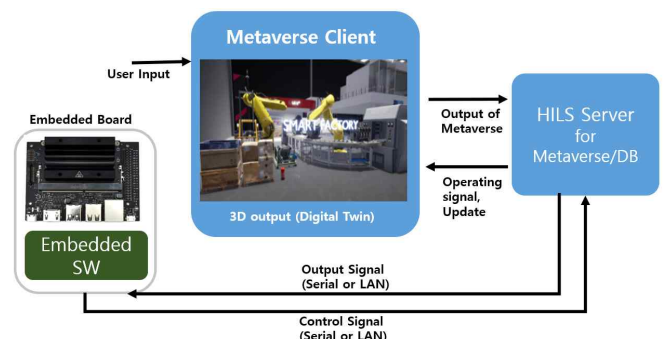 Metaverse Client
User Input
SMART FACTORY
3D output (Digital Twin)
Output of
Metaverse
Operating
signal,
Update
HILS Server
for
Metaverse/DB
Embedded Board
Embedded
SW
Output Signal
(Serial or LAN)
Control Signal
(Serial or LAN)